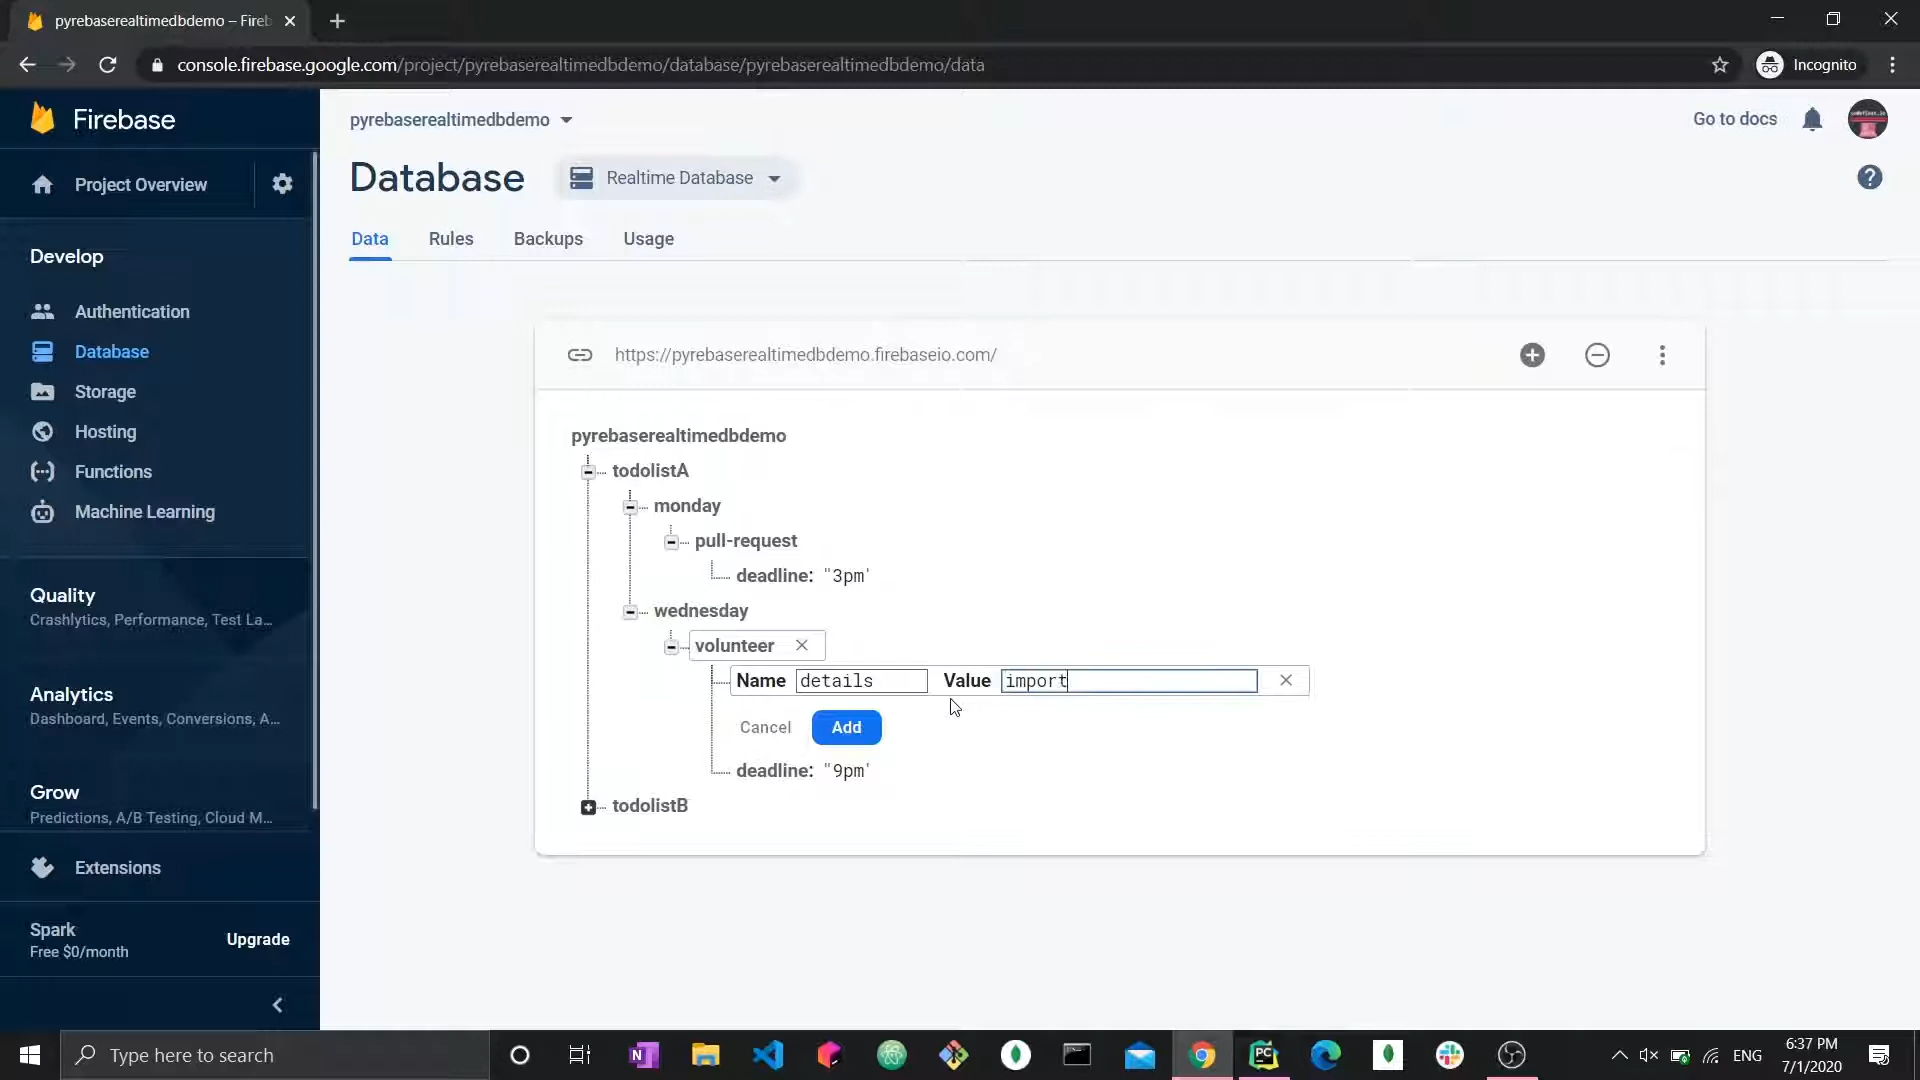 pyrebaserealtimedbdemo – Fireb
console.firebase.google.com/project/pyrebaserealtimedbdemo/database/pyrebaserealtimedbdemo/data
Incognito
Firebase
pyrebaserealtimedbdemo
Go to docs
Project Overview
Database
Realtime Database
Data
Rules
Backups
Usage
Develop
Authentication
Database
Storage
Hosting
Functions
Machine Learning
Quality
Crashlytics, Performance, Test La...
Analytics
Dashboard, Events, Conversions, A...
Grow
Predictions, A/B Testing, Cloud M...
Extensions
Spark
Free $0/month
Upgrade
https://pyrebaserealtimedbdemo.firebaseio.com/
pyrebaserealtimedbdemo
todolistA
monday
pull-request
deadline: "3pm"
wednesday
volunteer
Name details Value import
Cancel
Add
deadline: "9pm"
todolistB
Type here to search
ENG
6:37 PM
7/1/2020